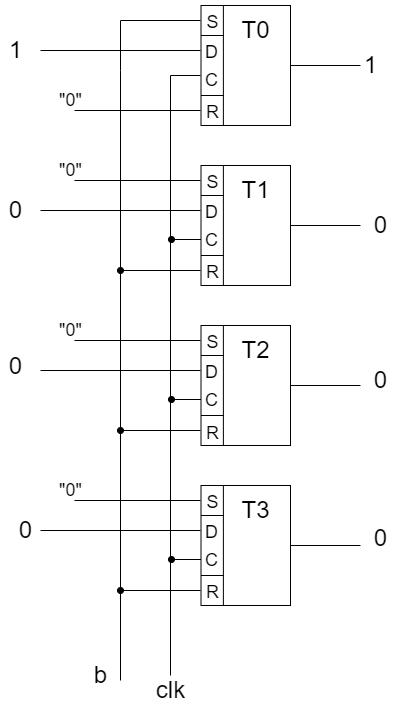 S T0
1 D 1
C
"0" R
"0" S T1
0 D 0
C
R
"0" S T2
0 D 0
C
R
"0" S T3
0 D 0
C
R
b clk